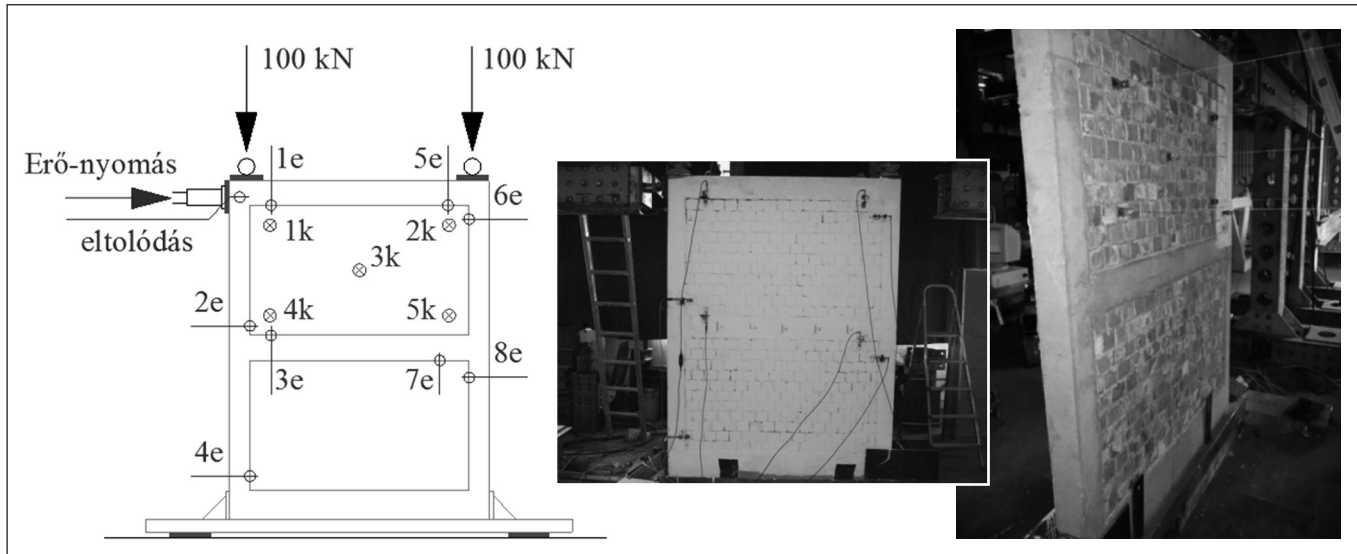 100 kN
100 kN
Erő-nyomás
eltolódás
1e
5e
6e
1k
2k
3k
2e
4k
5k
3e
7e
8e
4e